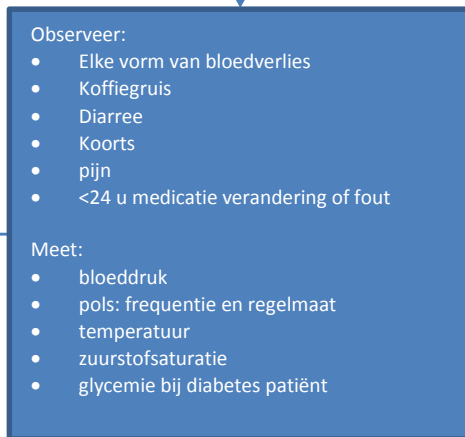 Observeer:
• Elke vorm van bloedverlies
• Koffiegruis
• Diarree
• Koorts
• pijn
• <24 u medicatie verandering of fout
Meet:
• bloeddruk
• pols: frequentie en regelmaat
• temperatuur
• zuurstofsaturatie
• glycemie bij diabetes patiënt